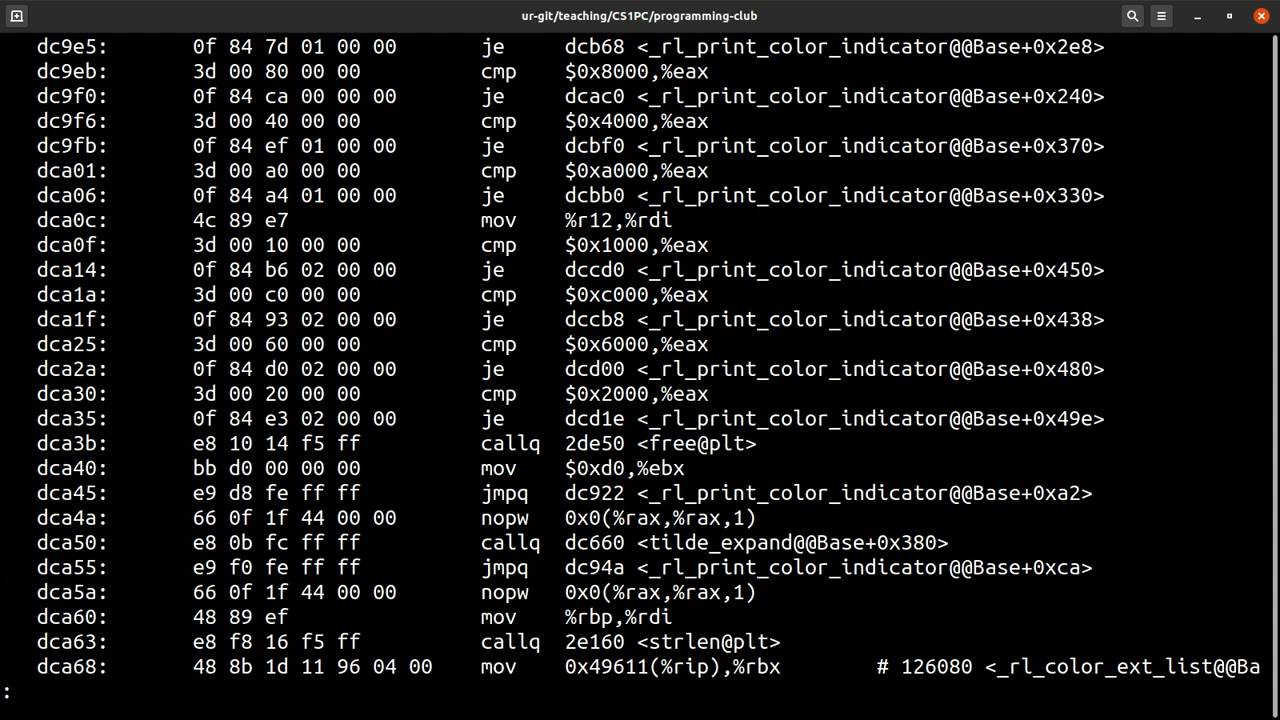 ur-git/teaching/CS1PC/programming-club
dc9e5: 0f 84 7d 01 00 00 je dcb68 <_rl_print_color_indicator@@Base+0x2e8>
dc9eb: 3d 00 80 00 00 cmp $0x8000,%eax
dc9f0: 0f 84 ca 00 00 00 je dcac0 <_rl_print_color_indicator@@Base+0x240>
dc9f6: 3d 00 40 00 00 cmp $0x4000,%eax
dc9fb: 0f 84 ef 01 00 00 je dcbf0 <_rl_print_color_indicator@@Base+0x370>
dca01: 3d 00 a0 00 00 cmp $0xa000,%eax
dca06: 0f 84 a4 01 00 00 je dcbb0 <_rl_print_color_indicator@@Base+0x330>
dca0c: 4c 89 e7 mov %r12,%rdi
dca0f: 3d 00 10 00 00 cmp $0x1000,%eax
dca14: 0f 84 b6 02 00 00 je dccd0 <_rl_print_color_indicator@@Base+0x450>
dca1a: 3d 00 c0 00 00 cmp $0xc000,%eax
dca1f: 0f 84 93 02 00 00 je dccb8 <_rl_print_color_indicator@@Base+0x438>
dca25: 3d 00 60 00 00 cmp $0x6000,%eax
dca2a: 0f 84 d0 02 00 00 je dcd00 <_rl_print_color_indicator@@Base+0x480>
dca30: 3d 00 20 00 00 cmp $0x2000,%eax
dca35: 0f 84 e3 02 00 00 je dcd1e <_rl_print_color_indicator@@Base+0x49e>
dca3b: e8 10 14 f5 ff callq 2de50 <free@plt>
dca40: bb d0 00 00 00 mov $0xd0,%ebx
dca45: e9 d8 fe ff ff jmpq dc922 <_rl_print_color_indicator@@Base+0xa2>
dca4a: 66 0f 1f 44 00 00 nopw 0x0(%rax,%rax,1)
dca50: e8 0b fc ff ff callq dc660 <tilde_expand@@Base+0x380>
dca55: e9 f0 fe ff ff jmpq dc94a <_rl_print_color_indicator@@Base+0xca>
dca5a: 66 0f 1f 44 00 00 nopw 0x0(%rax,%rax,1)
dca60: 48 89 ef mov %rbp,%rdi
dca63: e8 f8 16 f5 ff callq 2e160 <strlen@plt>
dca68: 48 8b 1d 11 96 04 00 mov 0x49611(%rip),%rbx # 126080 <_rl_color_ext_list@@Ba
: